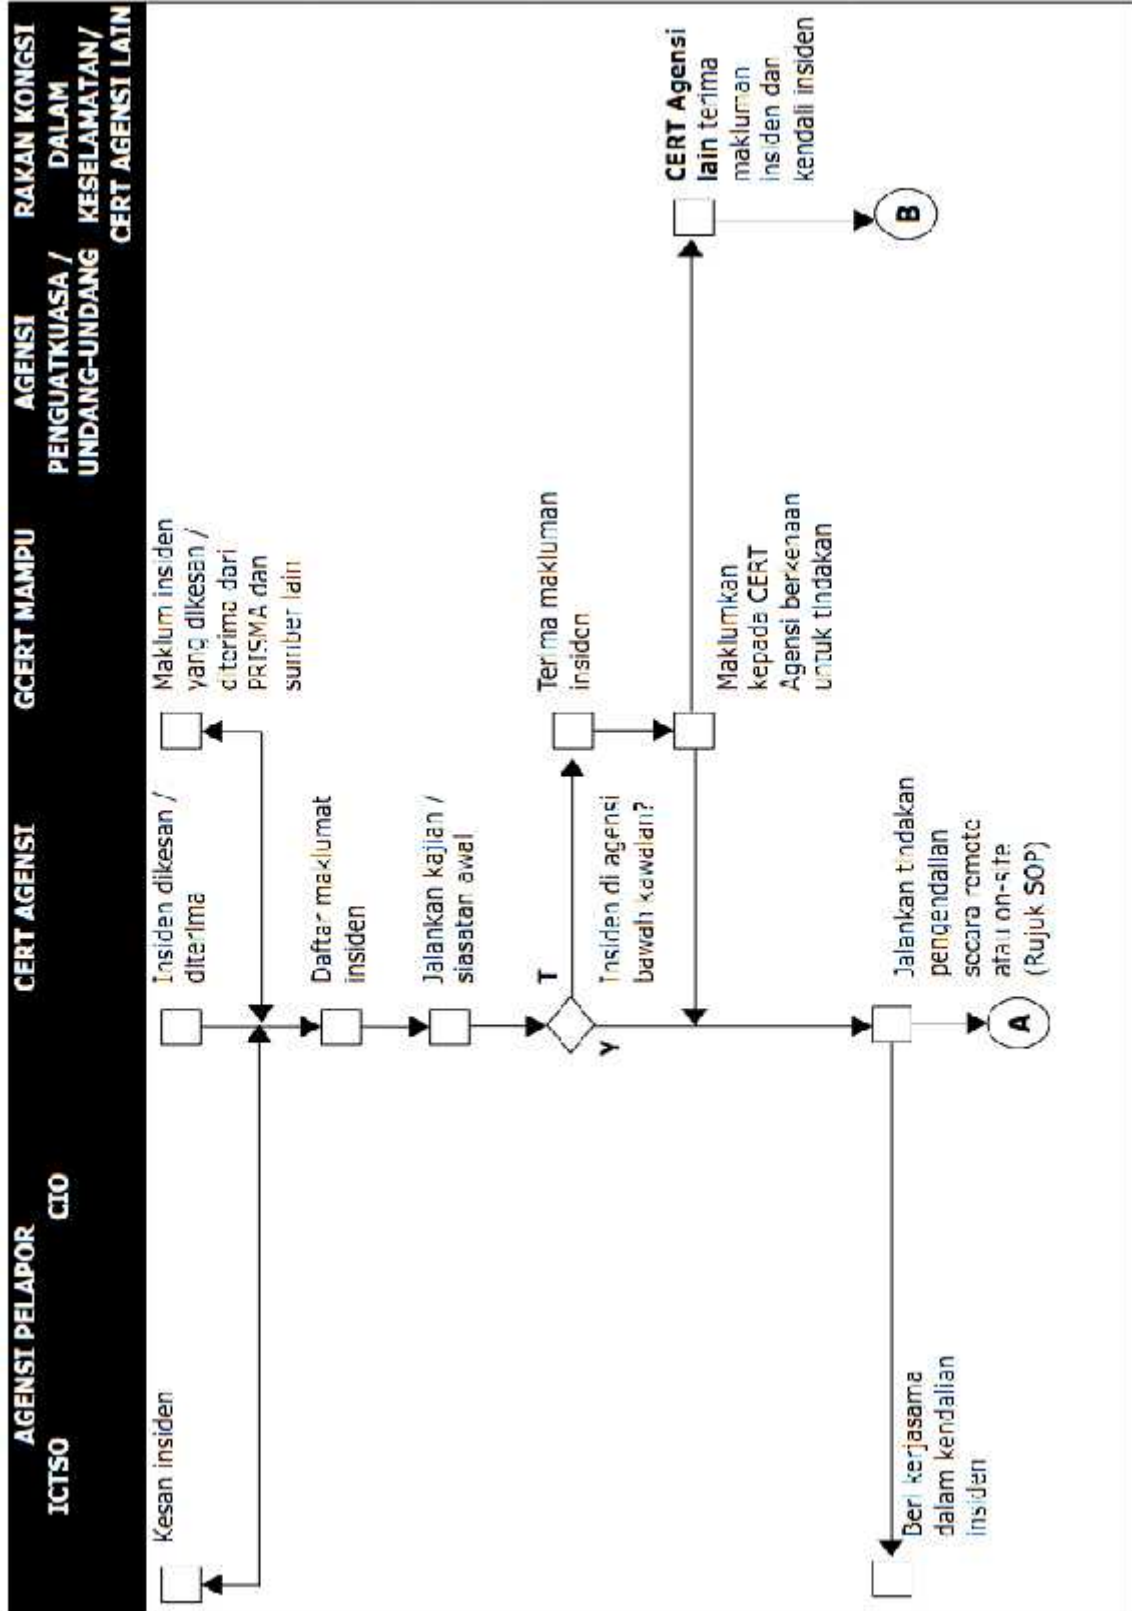 AGENSI PELAPOR
ICTSO
CIO
CERT AGENSI
GCERT MAMPU
AGENSI
PENGUATKUASA /
UNDANG-UNDANG
RAKAN KONGSI
DALAM
KESELAMATAN/
CERT AGENSI LAIN
Kesan insiden
Insiden dikesan /
diterima
Maklum insiden
yang dikesan /
diterima dari
PRISMA dan
sumber lain
Daftar maklumat
insiden
Jalankan kajian /
siasatan awal
T
Y
Insiden di agensi
bawah kawalan?
Terima makluman
insiden
Maklumkan
kepada CERT
Agensi berkenaan
untuk tindakan
CERT Agensi
lain terima
makluman
insiden dan
kendali insiden
B
Beri kerjasama
dalam kendalian
insiden
Jalankan tindakan
pengendalian
secara remote
atau on-site
(Rujuk SOP)
A